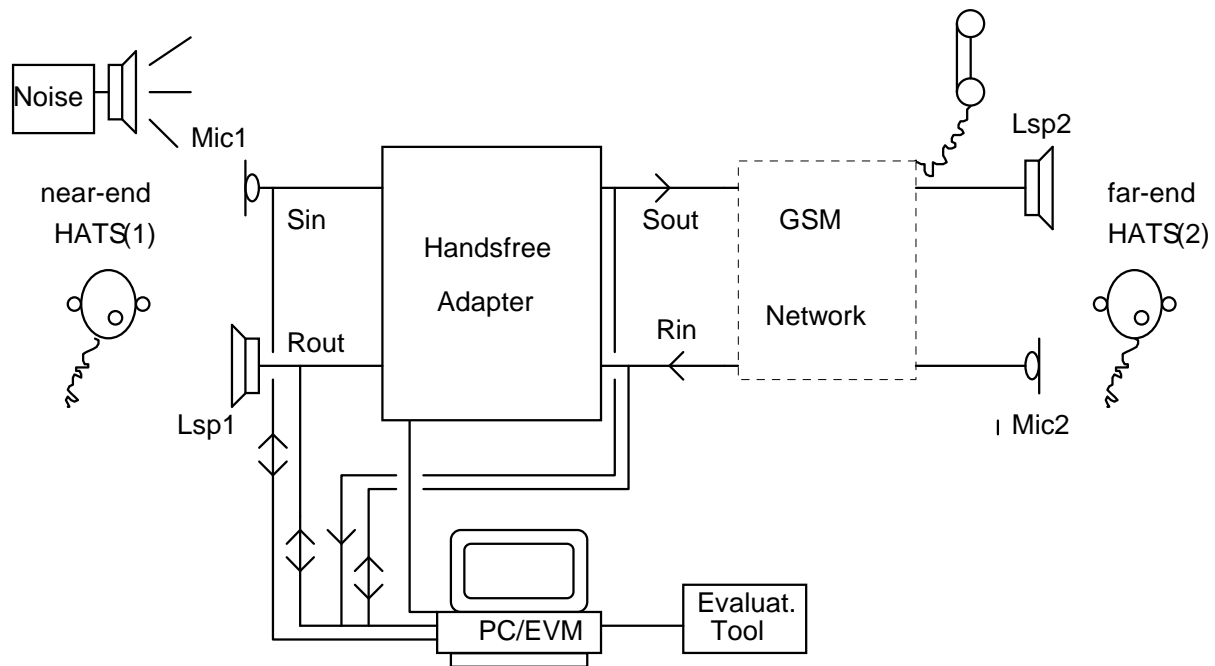 Noise
Mic1
Lsp2
near-end
HATS(1)
Sin
Sout
GSM
far-end
HATS(2)
Handsfree
Adapter
Rout
Rin
Network
Lsp1
Mic2
PC/EVM
Evaluat.
Tool